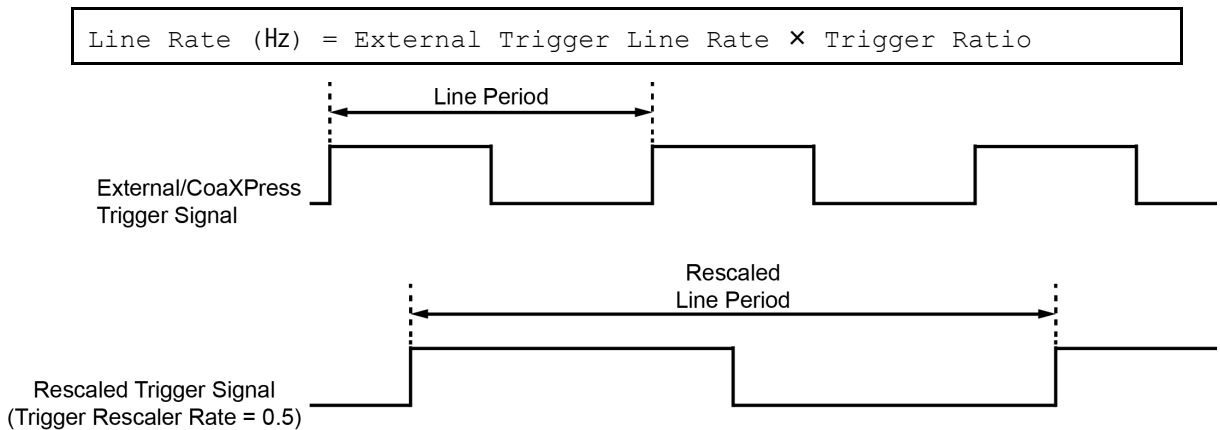 Line Rate (Hz) = External Trigger Line Rate × Trigger Ratio
Line Period
External/CoaXPress
Trigger Signal
Rescaled
Line Period
Rescaled Trigger Signal
(Trigger Rescaler Rate = 0.5)